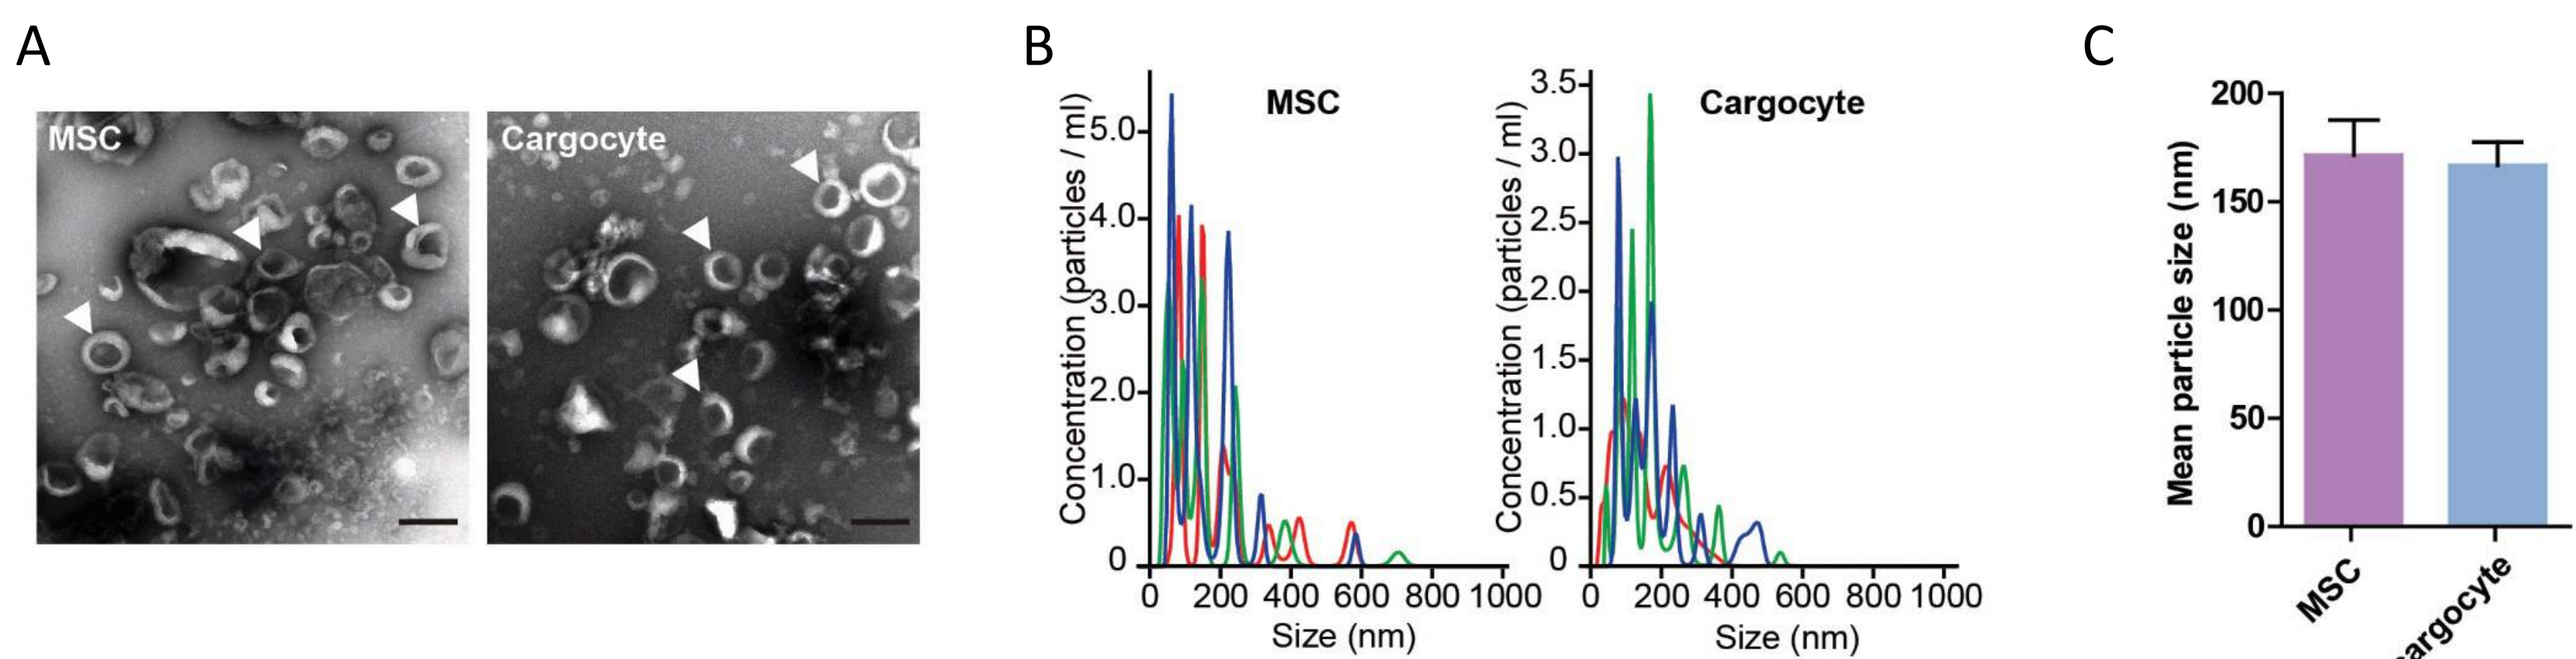 A
MSC
Cargocyte
B
Concentration (particles / ml)
5.0
4.0
3.0
2.0
1.0
0
MSC
0 200 400 600 800 1000
Size (nm)
Concentration (particles / ml)
3.5
3.0
2.5
2.0
1.5
1.0
0.5
0
Cargocyte
0 200 400 600 800 1000
Size (nm)
C
Mean particle size (nm)
200
150
100
50
0
MSC
argocyte